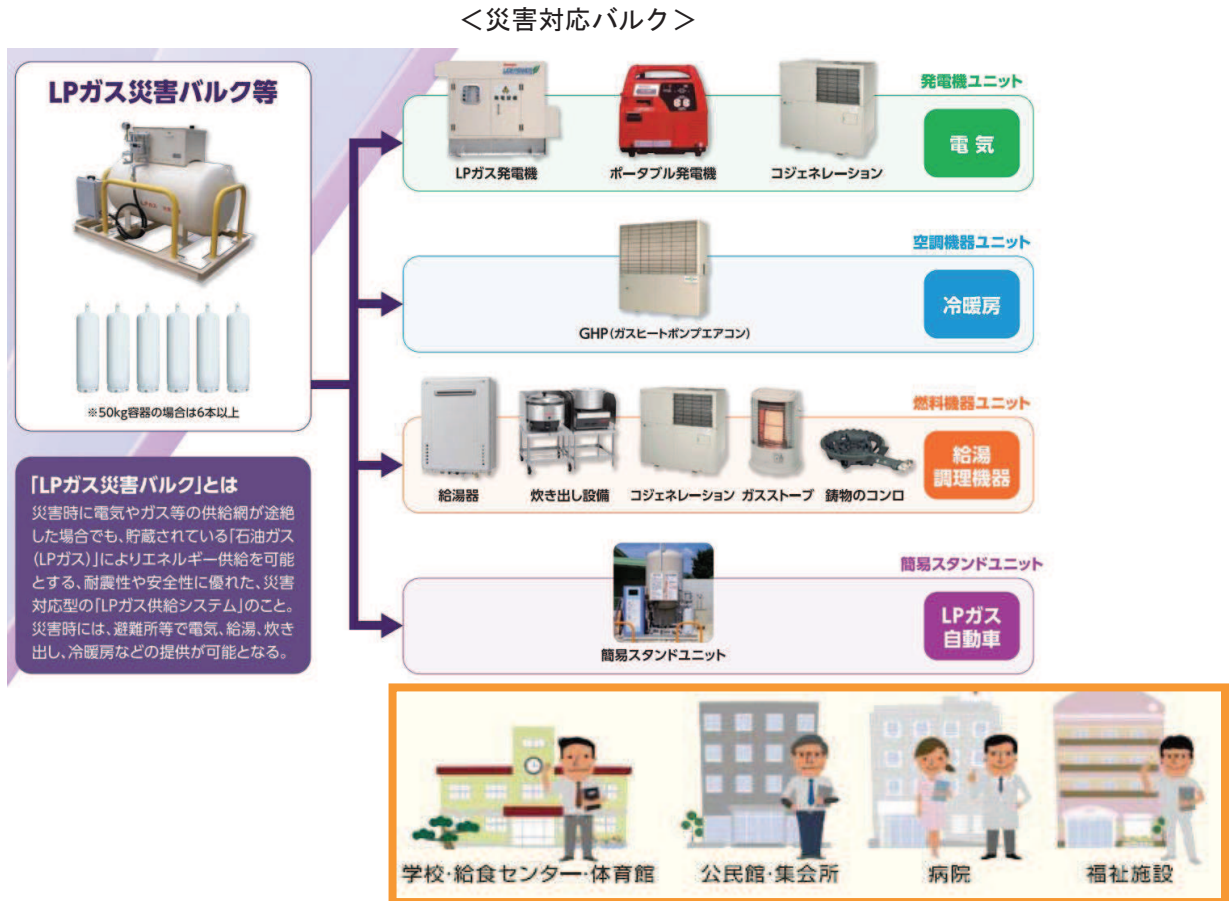 ＜災害対応バルク＞
LPガス災害バルク等
※50kg容器の場合は6本以上
「LPガス災害バルク」とは
災害時に電気やガス等の供給網が途絶
した場合でも、貯蔵されている「石油ガス
（LPガス）」によりエネルギー供給を可能
とする、耐震性や安全性に優れた、災害
対応型の「LPガス供給システム」のこと。
災害時には、避難所等で電気、給湯、炊き
出し、冷暖房などの提供が可能となる。
発電機ユニット
電気
LPガス発電機
ポータブル発電機
コジェネレーション
空調機器ユニット
冷暖房
GHP（ガスヒートポンプエアコン）
燃料機器ユニット
給湯
調理機器
給湯器
炊き出し設備
コジェネレーション
ガスストーブ
鋳物のコンロ
簡易スタンドユニット
LPガス
自動車
簡易スタンドユニット
学校・給食センター・体育館
公民館・集会所
病院
福祉施設